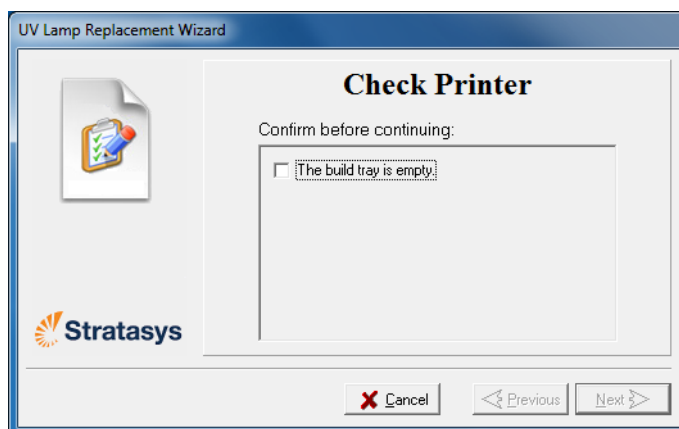 UV Lamp Replacement Wizard
Check Printer
Confirm before continuing:
The build tray is empty.
Stratasys
Cancel
Previous
Next